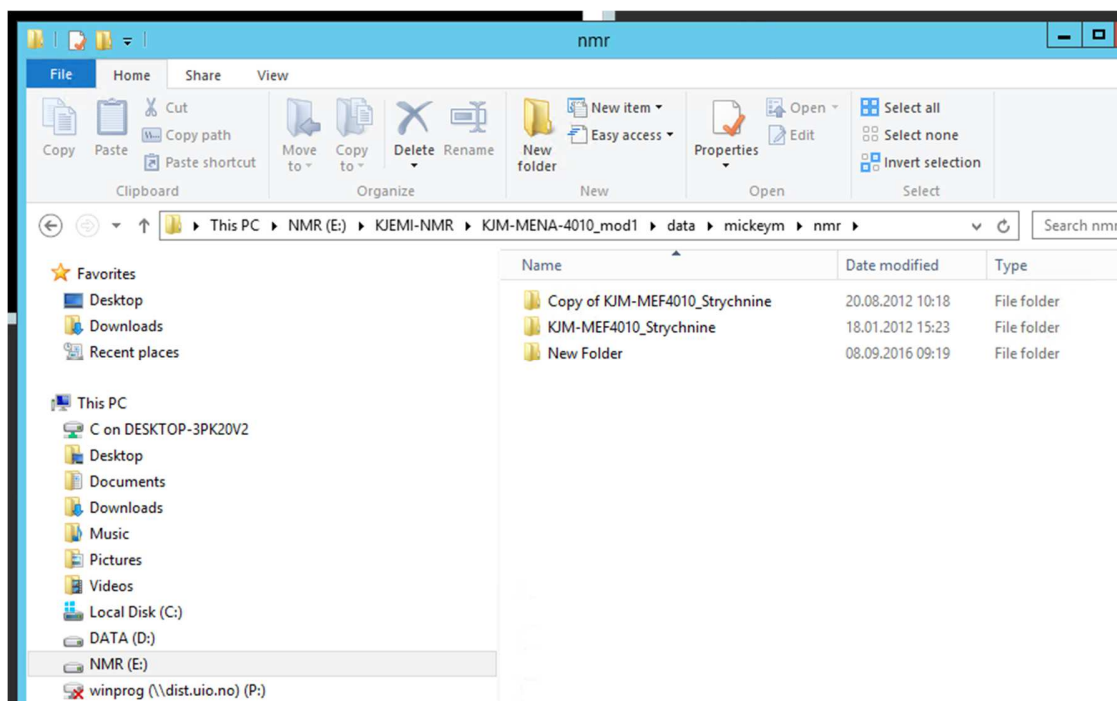 nmr
File Home Share View
Copy
Paste
Cut
Copy path
Paste shortcut
Clipboard
Move to
Copy to
Delete
Rename
Organize
New folder
New item
Easy access
New
Properties
Open
Edit
Open
Select all
Select none
Invert selection
Select
This PC NMR (E:) KJEMI-NMR KJM-MENA-4010_mod1 data mickeym nmr
Search nmr
Favorites
Desktop
Downloads
Recent places
This PC
C on DESKTOP-3PK20V2
Desktop
Documents
Downloads
Music
Pictures
Videos
Local Disk (C:)
DATA (D:)
NMR (E:)
winprog (\\dist.uio.no) (P:)
Name Date modified Type
Copy of KJM-MEF4010_Strychnine 20.08.2012 10:18 File folder
KJM-MEF4010_Strychnine 18.01.2012 15:23 File folder
New Folder 08.09.2016 09:19 File folder